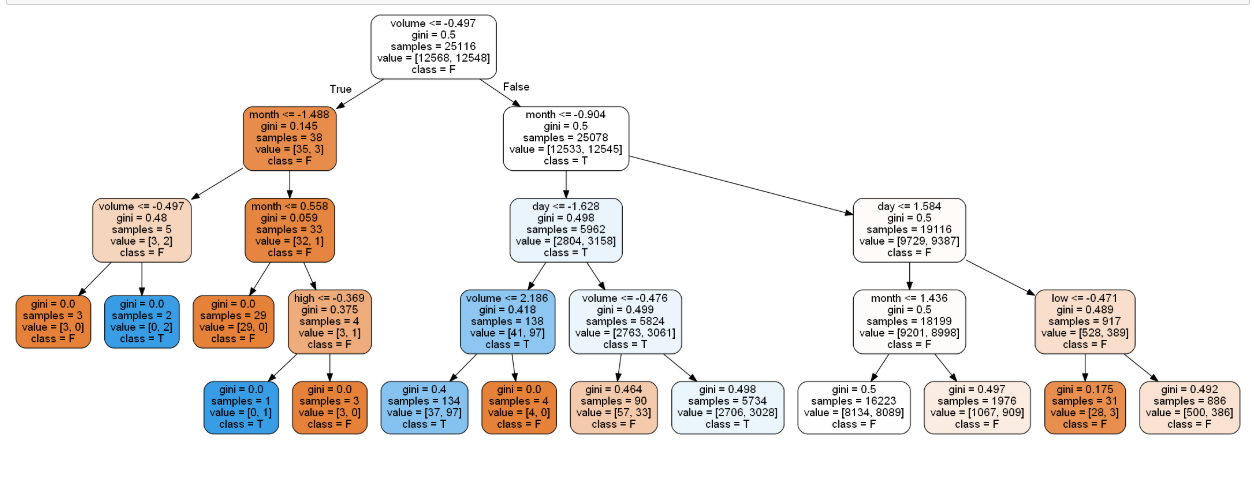 volume <= -0.497
gini = 0.5
samples = 25116
value = [12568, 12548]
class = F
True
False
month <= -1.488
gini = 0.145
samples = 38
value = [35, 3]
class = F
month <= -0.904
gini = 0.5
samples = 25078
value = [12533, 12545]
class = T
volume <= -0.497
gini = 0.48
samples = 5
value = [3, 2]
class = F
month <= 0.558
gini = 0.059
samples = 33
value = [32, 1]
class = F
day <= -1.628
gini = 0.498
samples = 5962
value = [2804, 3158]
class = T
day <= 1.584
gini = 0.5
samples = 19116
value = [9729, 9387]
class = F
gini = 0.0
samples = 3
value = [3, 0]
class = F
gini = 0.0
samples = 2
value = [0, 2]
class = T
gini = 0.0
samples = 29
value = [29, 0]
class = F
high <= -0.369
gini = 0.375
samples = 4
value = [3, 1]
class = F
volume <= 2.186
gini = 0.418
samples = 138
value = [41, 97]
class = T
volume <= -0.476
gini = 0.499
samples = 5824
value = [2763, 3061]
class = T
month <= 1.436
gini = 0.5
samples = 18199
value = [9201, 8998]
class = F
low <= -0.471
gini = 0.489
samples = 917
value = [528, 389]
class = F
gini = 0.0
samples = 1
value = [0, 1]
class = T
gini = 0.0
samples = 3
value = [3, 0]
class = F
gini = 0.4
samples = 134
value = [37, 97]
class = T
gini = 0.0
samples = 4
value = [4, 0]
class = F
gini = 0.464
samples = 90
value = [57, 33]
class = F
gini = 0.498
samples = 5734
value = [2706, 3028]
class = T
gini = 0.5
samples = 16223
value = [8134, 8089]
class = F
gini = 0.497
samples = 1976
value = [1067, 909]
class = F
gini = 0.175
samples = 31
value = [28, 3]
class = F
gini = 0.492
samples = 886
value = [500, 386]
class = F